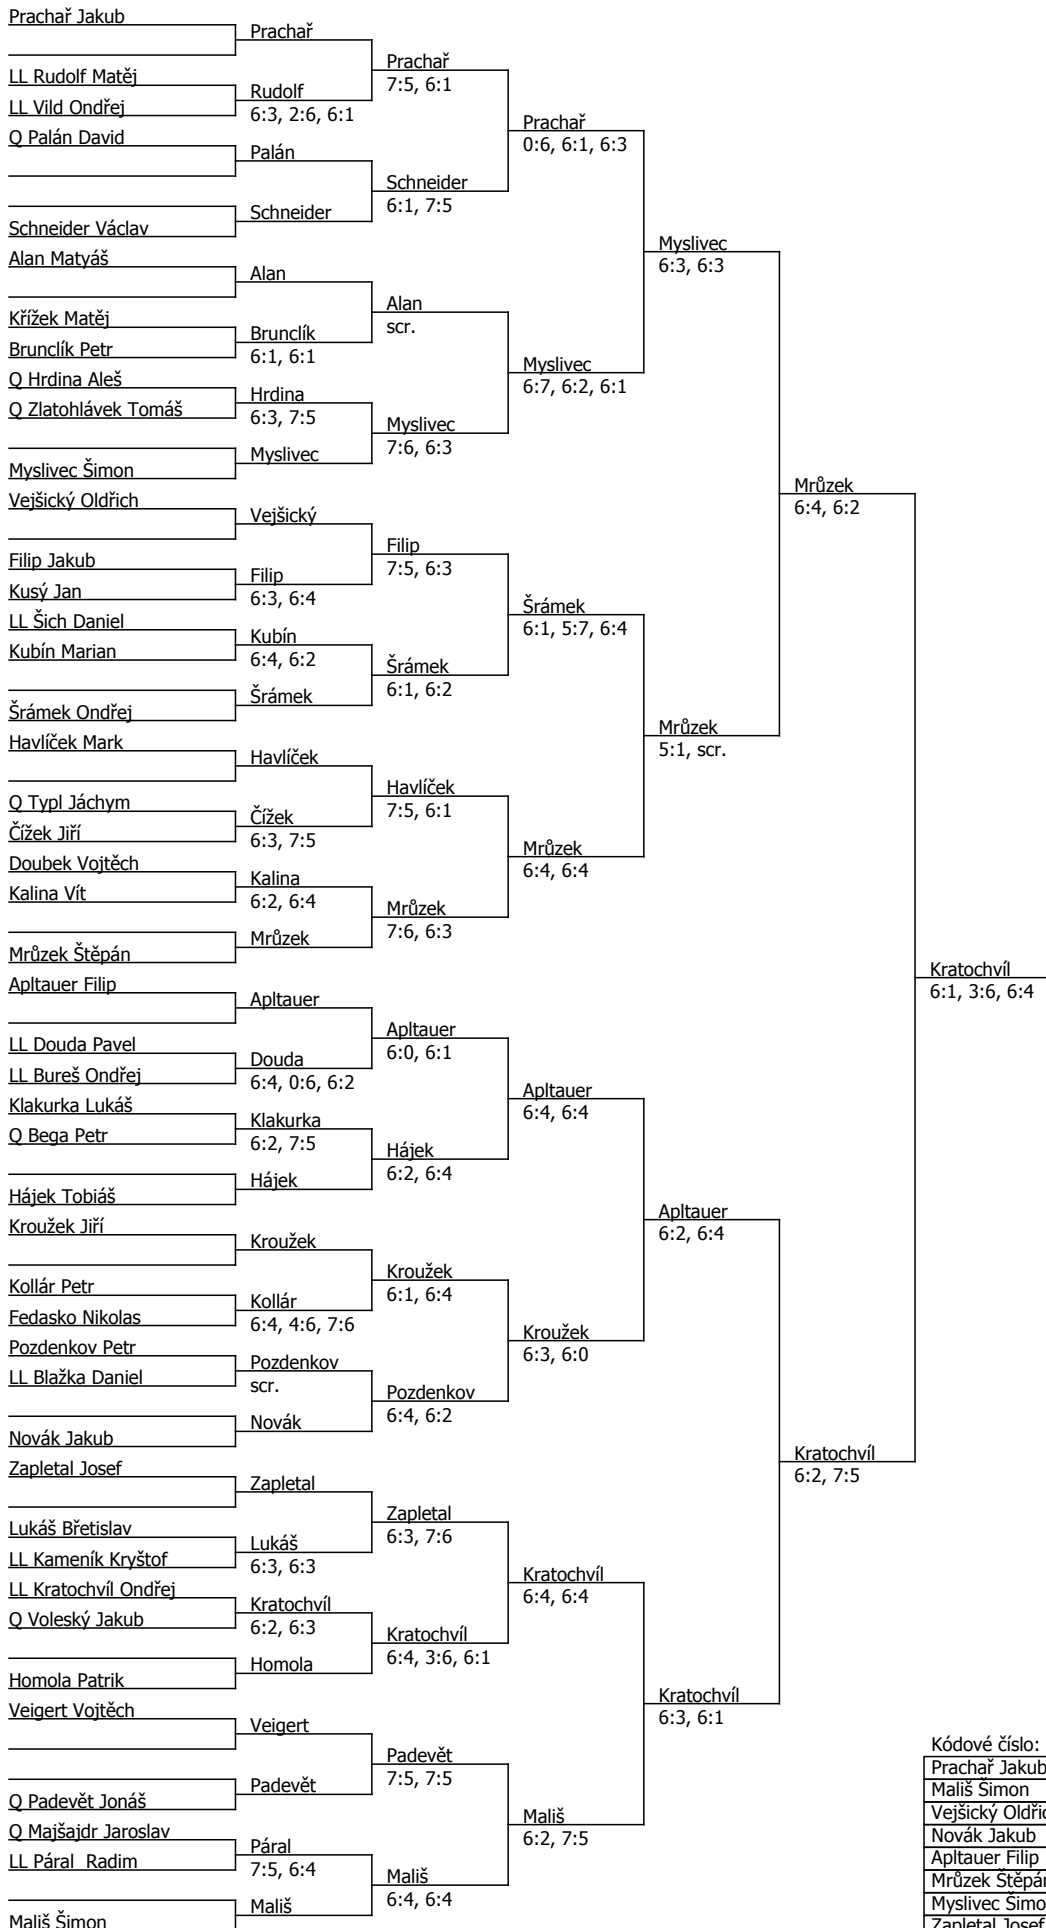 Prachař Jakub
LL Rudolf Matěj
LL Vild Ondřej
Q Palán David
Schneider Václav
Alan Matyáš
Křížek Matěj
Brunclík Petr
Q Hrdina Aleš
Q Zlatohlávek Tomáš
Myslivec Šimon
Vejšický Oldřich
Filip Jakub
Kusý Jan
LL Šich Daniel
Kubín Marian
Šrámek Ondřej
Havlíček Mark
Q Typl Jáchym
Čížek Jiří
Doubek Vojtěch
Kalina Vít
Mrůzek Štěpán
Apltauer Filip
LL Douda Pavel
LL Bureš Ondřej
Klakurka Lukáš
Q Bega Petr
Hájek Tobiáš
Kroužek Jiří
Kollár Petr
Fedasko Nikolas
Pozdenkov Petr
LL Blažka Daniel
Novák Jakub
Zapletal Josef
Lukáš Břetislav
LL Kameník Kryštof
LL Kratochvíl Ondřej
Q Voleský Jakub
Homola Patrik
Veigert Vojtěch
Q Padevět Jonáš
Q Majšajdr Jaroslav
LL Páral  Radim
Mališ Šimon
Prachař
Rudolf
6:3, 2:6, 6:1
Palán
Schneider
Alan
Brunclík
6:1, 6:1
Hrdina
6:3, 7:5
Myslivec
Vejšický
Filip
6:3, 6:4
Kubín
6:4, 6:2
Šrámek
Havlíček
Čížek
6:3, 7:5
Kalina
6:2, 6:4
Mrůzek
Apltauer
Douda
6:4, 0:6, 6:2
Klakurka
6:2, 7:5
Hájek
Kroužek
Kollár
6:4, 4:6, 7:6
Pozdenkov
scr.
Novák
Zapletal
Lukáš
6:3, 6:3
Kratochvíl
6:2, 6:3
Homola
Veigert
Padevět
Páral
7:5, 6:4
Mališ
Prachař
7:5, 6:1
Schneider
6:1, 7:5
Alan
scr.
Myslivec
7:6, 6:3
Filip
7:5, 6:3
Šrámek
6:1, 6:2
Havlíček
7:5, 6:1
Mrůzek
7:6, 6:3
Apltauer
6:0, 6:1
Hájek
6:2, 6:4
Kroužek
6:1, 6:4
Pozdenkov
6:4, 6:2
Zapletal
6:3, 7:6
Kratochvíl
6:4, 3:6, 6:1
Padevět
7:5, 7:5
Mališ
6:4, 6:4
Prachař
0:6, 6:1, 6:3
Myslivec
6:7, 6:2, 6:1
Šrámek
6:1, 5:7, 6:4
Mrůzek
6:4, 6:4
Apltauer
6:4, 6:4
Kroužek
6:3, 6:0
Kratochvíl
6:4, 6:4
Mališ
6:2, 7:5
Myslivec
6:3, 6:3
Mrůzek
5:1, scr.
Apltauer
6:2, 6:4
Kratochvíl
6:3, 6:1
Mrůzek
6:4, 6:2
Kratochvíl
6:2, 7:5
Kratochvíl
6:1, 3:6, 6:4
Kódové číslo:
Prachař Jakub
Mališ Šimon
Vejšický Oldřic
Novák Jakub
Apltauer Filip
Mrůzek Štěpán
Myslivec Šimo
Zapletal Josef